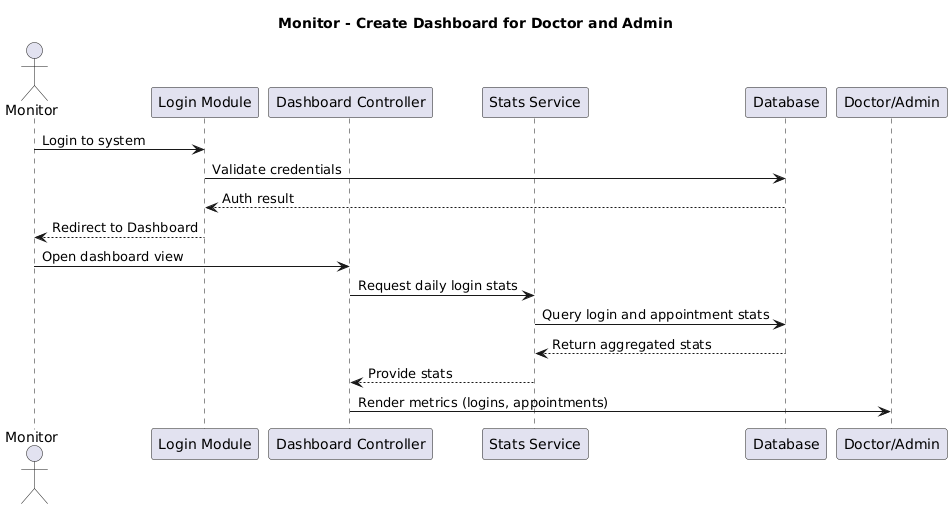 Monitor - Create Dashboard for Doctor and Admin
Monitor
Login Module
Dashboard Controller
Stats Service
Database
Doctor/Admin
Login to system
Validate credentials
Auth result
Redirect to Dashboard
Open dashboard view
Request daily login stats
Query login and appointment stats
Return aggregated stats
Provide stats
Render metrics (logins, appointments)
Monitor
Login Module
Dashboard Controller
Stats Service
Database
Doctor/Admin